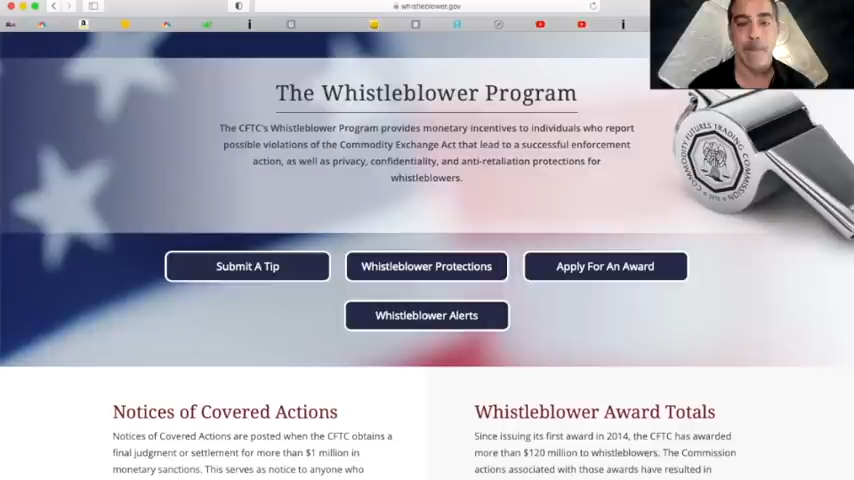 whistleblower.gov
The Whistleblower Program
The CFTC's Whistleblower Program provides monetary incentives to individuals who report
possible violations of the Commodity Exchange Act that lead to a successful enforcement
action, as well as privacy, confidentiality, and anti-retaliation protections for
whistleblowers.
COMMODITY FUTURES TRADING COMMISSION
Submit A Tip
Whistleblower Protections
Apply For An Award
Whistleblower Alerts
Notices of Covered Actions
Notices of Covered Actions are posted when the CFTC obtains a
final judgment or settlement for more than $1 million in
monetary sanctions. This serves as notice to anyone who
Whistleblower Award Totals
Since issuing its first award in 2014, the CFTC has awarded
more than $120 million to whistleblowers. The Commission
actions associated with those awards have resulted in